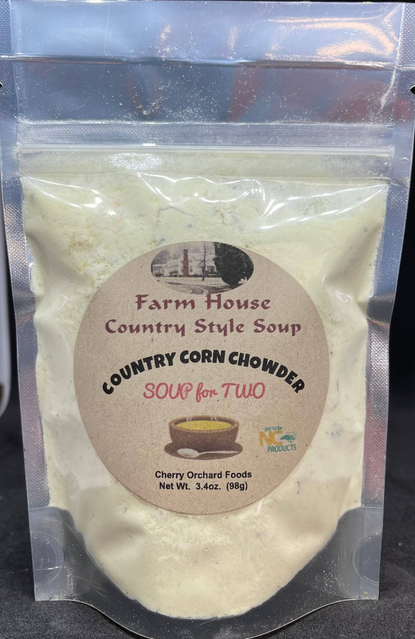 Farm House
Country Style Soup
COUNTRY CORN CHOWDER
SOUP for TWO
NC
PRODUCTS
Cherry Orchard Foods
Net Wt. 3.4oz. (98g)